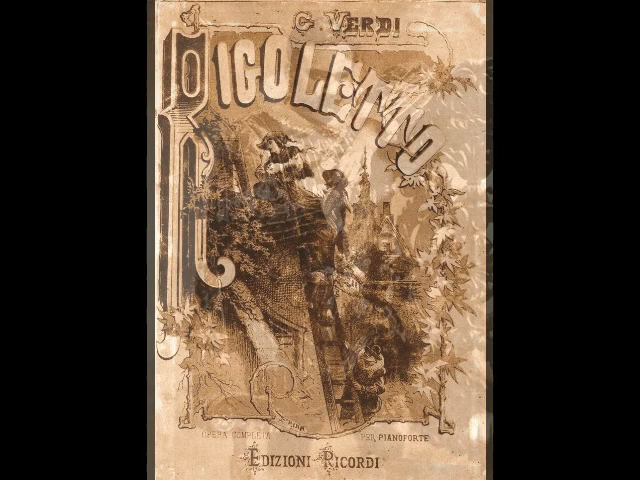 G. VERDI
RIGOLETTO
OPERA COMPLETA
PER PIANOFORTE
EDIZIONI RICORDI